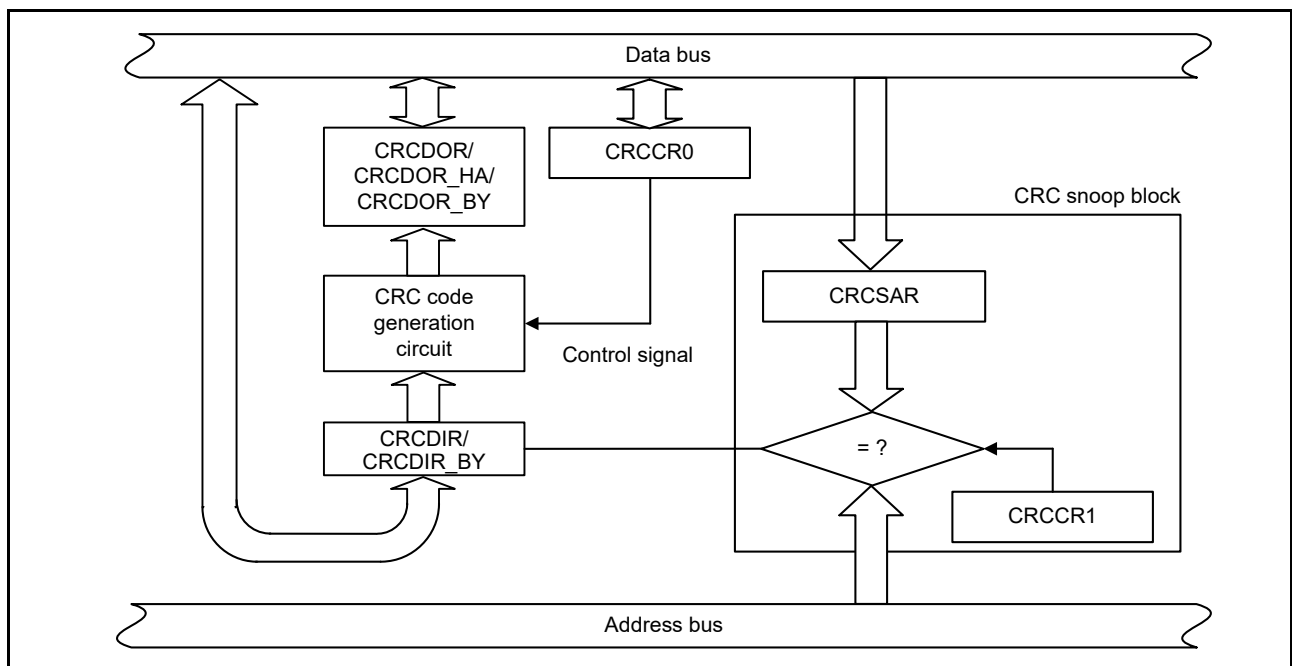 Data bus
CRCDOR/
CRCDOR_HA/
CRCDOR_BY
CRCCR0
CRC snoop block
CRCSAR
CRC code
generation
circuit
Control signal
CRCDIR/
CRCDIR_BY
= ?
CRCCR1
Address bus